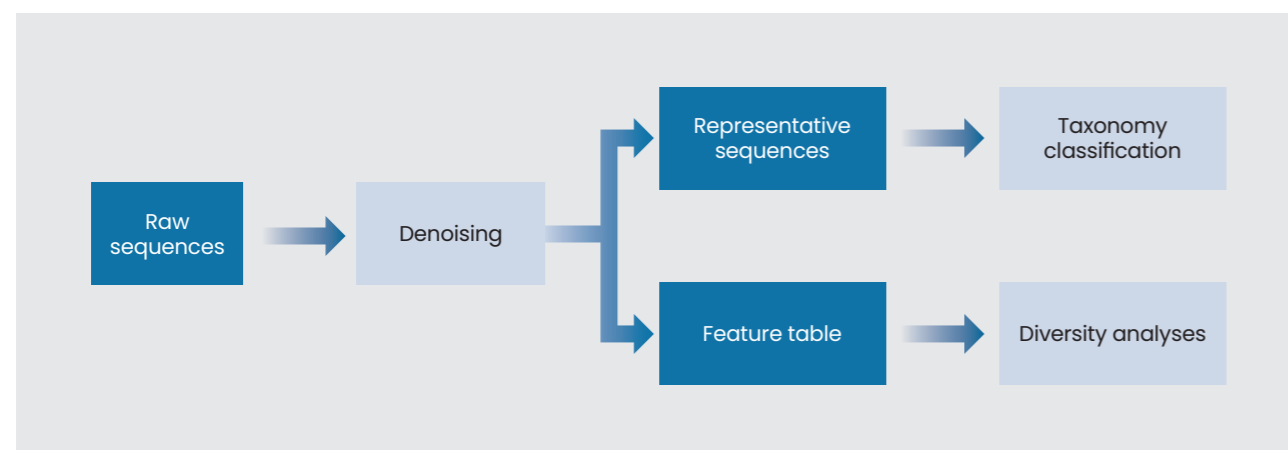 Raw
sequences
Denoising
Representative
sequences
Taxonomy
classification
Feature table
Diversity analyses